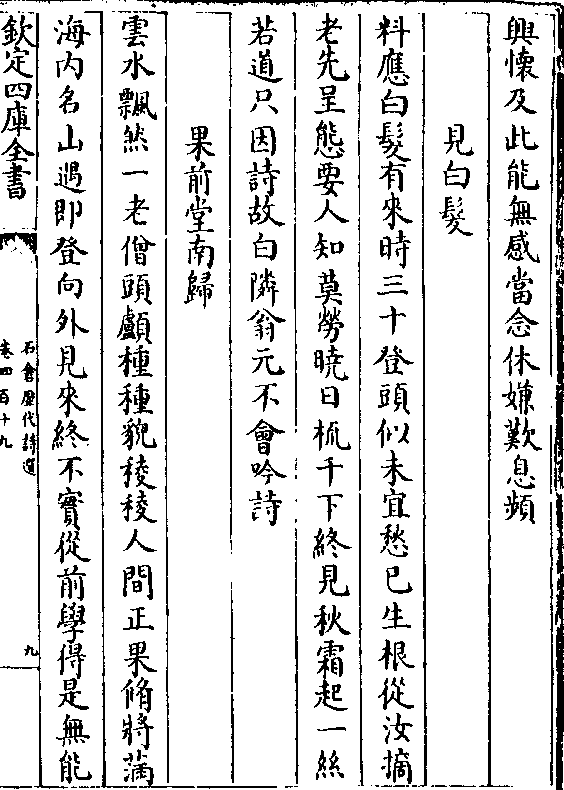 興懷及此能無感當念休嫌歎息頻
見白髮
料應白髮有來時三十登頭似未宜愁已生根從汝摘
老先呈態要人知莫勞曉日梳千下終見秋霜起一絲
若道只因詩故白隣翁元不會吟詩
果前堂南歸
雲水飄然一老僧頭顱種種貌稜稜人間正果脩將滿
海内名山遇即登向外見來終不實從前學得是無能
欽定四庫全書
石倉歷代詩選
卷四百十九
九